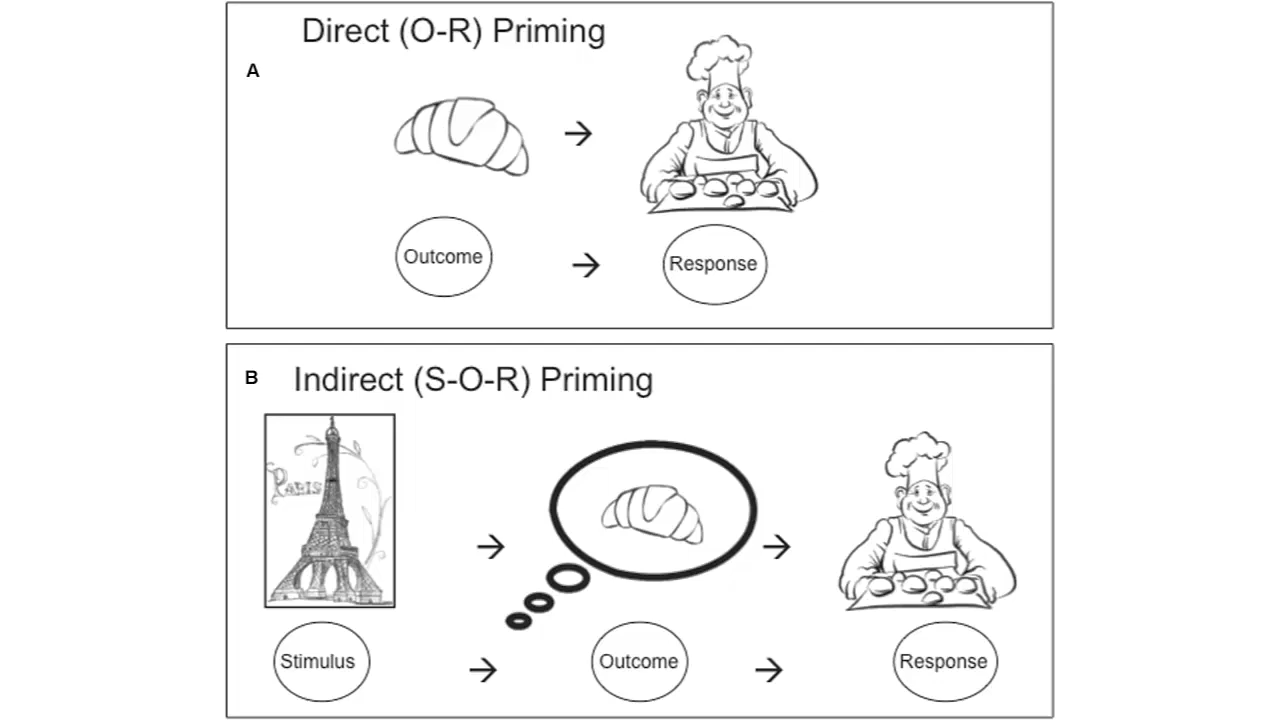 Direct (O-R) Priming
A
Outcome
Response
B
Indirect (S-O-R) Priming
PARIS
Stimulus
Outcome
Response